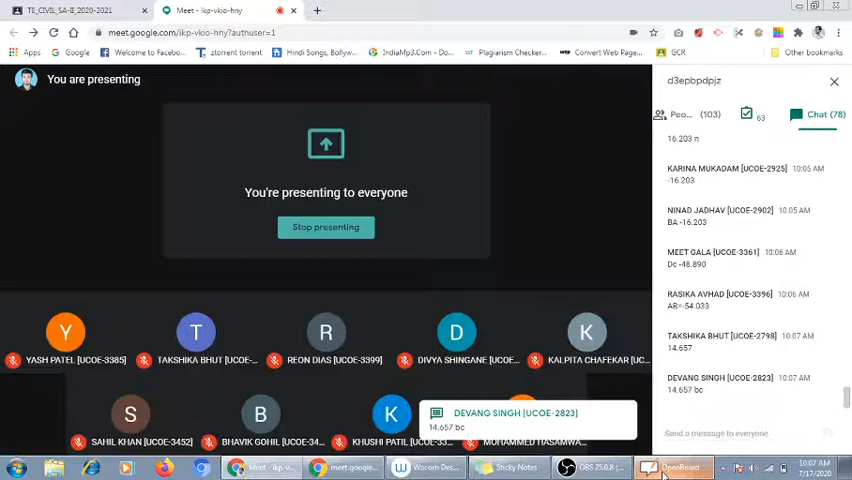 TE_CIVIL_SA-II_2020-2021
Meet - ikp-vkio-hny
meet.google.com/ikp-vkio-hny?authuser=1
Apps
Google
Welcome to Facebo...
ztorrent torrent
Hindi Songs, Bollyw...
IndiaMp3.Com - Do...
Plagiarism Checker...
Convert Web Page...
GCR
Other bookmarks
You are presenting
You're presenting to everyone
Stop presenting
d3epbpdpjz
Peo... (103)
63
Chat (78)
16.203 n
KARINA MUKADAM [UCOE-2925] 10:05 AM
-16.203
NINAD JADHAV [UCOE-2902] 10:05 AM
BA -16.203
MEET GALA [UCOE-3361] 10:06 AM
Dc -48.890
RASIKA AVHAD [UCOE-3396] 10:06 AM
AB=-54.033
TAKSHIKA BHUT [UCOE-2798] 10:07 AM
14.657
DEVANG SINGH [UCOE-2823] 10:07 AM
14.657 bc
Send a message to everyone
Y
T
R
D
K
YASH PATEL [UCOE-3385]
TAKSHIKA BHUT [UCOE-...
REON DIAS [UCOE-3399]
DIVYA SHINGANE [UCOE...
KALPITA CHAFEKAR [UC...
S
B
K
DEVANG SINGH [UCOE-2823]
14.657 bc
SAHIL KHAN [UCOE-3452]
BHAVIK GOHIL [UCOE-34...
KHUSHI PATIL [UCOE-33...
MOHAMMED HASAMWA...
Meet - ikp-v...
meet.google...
Wacom Des...
Sticky Notes
OBS 25.0.8 (...
OpenBoard
10:07 AM
7/17/2020